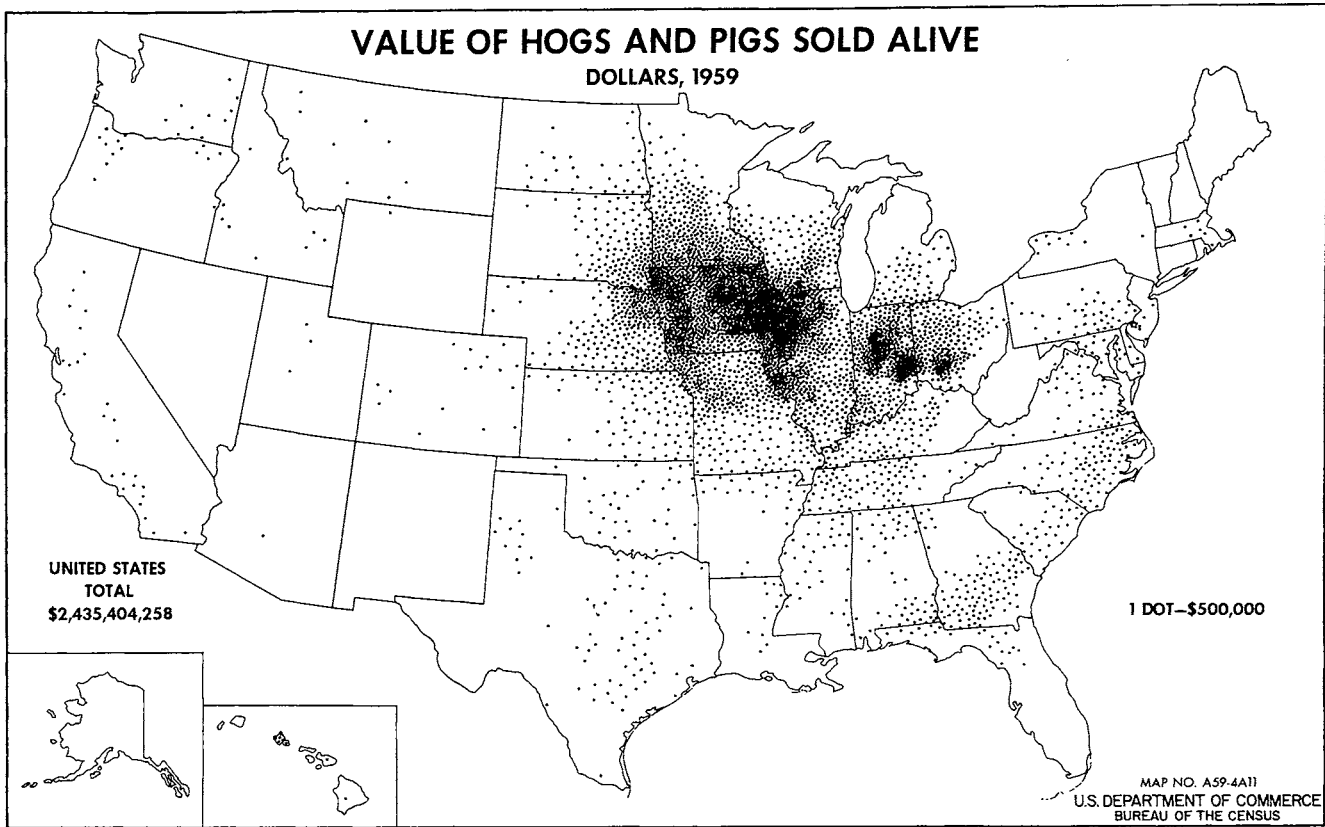 VALUE OF HOGS AND PIGS SOLD ALIVE
DOLLARS, 1959
UNITED STATES
TOTAL
$2,435,404,258
1 DOT—$500,000
MAP NO. A59-4A11
U.S. DEPARTMENT OF COMMERCE
BUREAU OF THE CENSUS